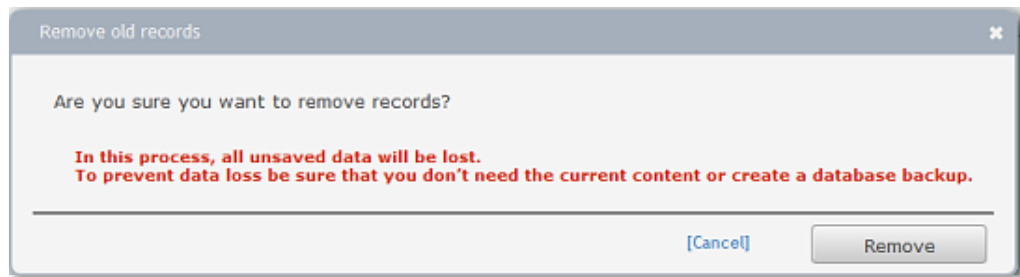 Remove old records
Are you sure you want to remove records?
In this process, all unsaved data will be lost.
To prevent data loss be sure that you don't need the current content or create a database backup.
[Cancel]
Remove